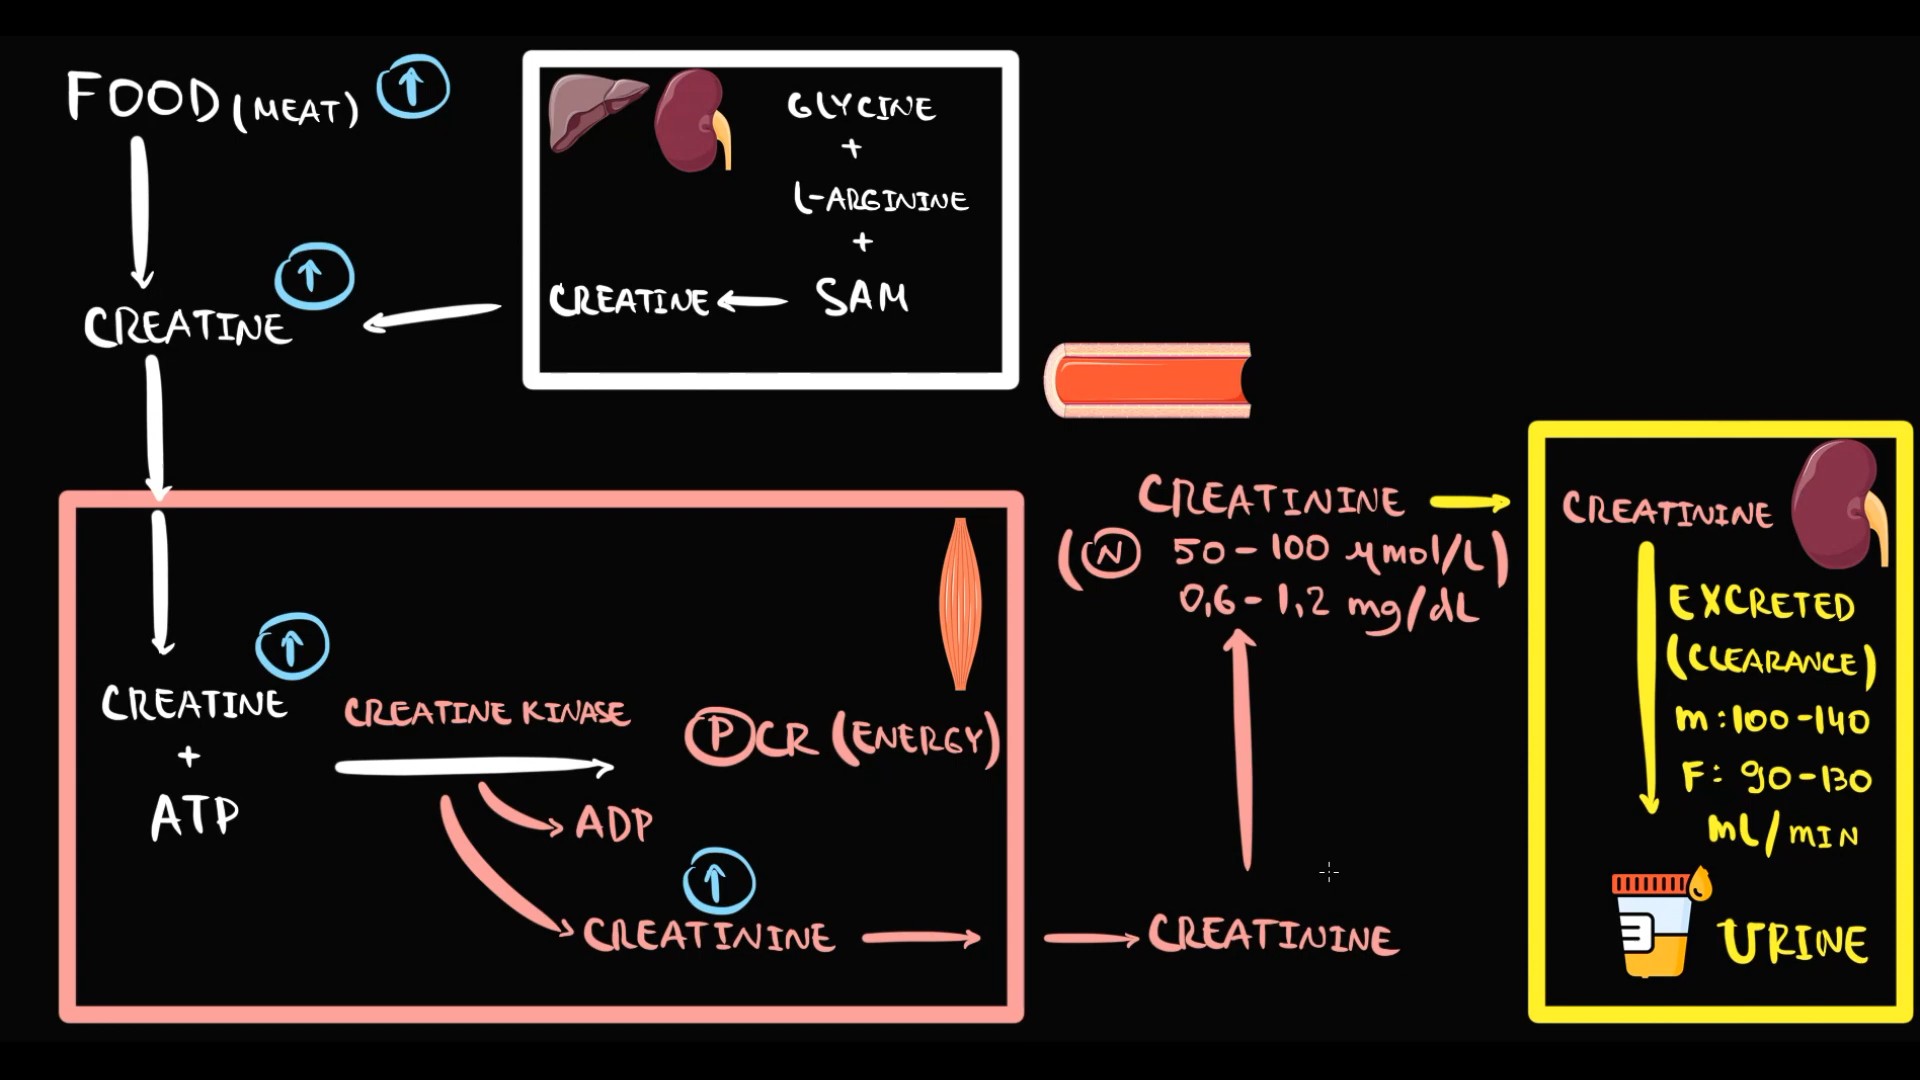 FOOD (MEAT) ↑
CREATINE ↑
GLYCINE
+
L-ARGININE
+
CREATINE ← SAM
CREATINE ↑
+
ATP
CREATINE KINASE
ⓅCR (ENERGY)
ADP
↑
CREATININE
CREATININE
CREATININE
(Ⓝ 50-100 µmol/L)
0,6-1,2 mg/dL
CREATININE
EXCRETED
(CLEARANCE)
m: 100-140
F: 90-130
mL/MIN
URINE